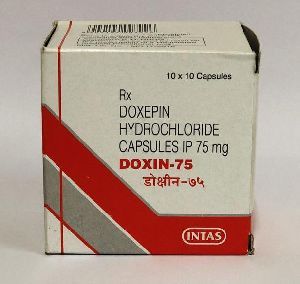 10 x 10 Capsules
Rx
DOXEPIN
HYDROCHLORIDE
CAPSULES IP 75 mg
DOXIN-75
डोक्षीन-७५
INTAS